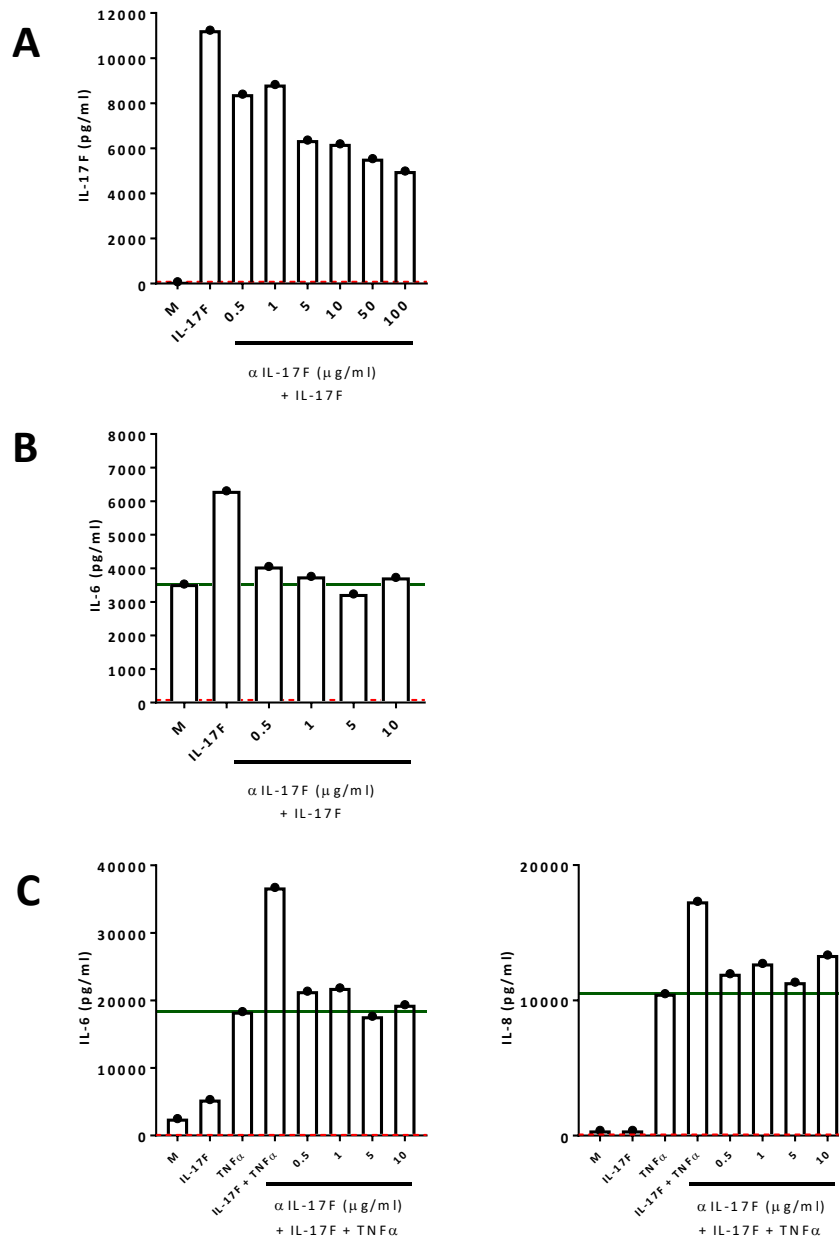 A
IL-17F (pg/ml)
12000
10000
8000
6000
4000
2000
0
M
IL-17F
0.5
1
5
10
50
100
α IL-17F (μg/ml)
+ IL-17F
B
IL-6 (pg/ml)
8000
7000
6000
5000
4000
3000
2000
1000
0
M
IL-17F
0.5
1
5
10
α IL-17F (μg/ml)
+ IL-17F
C
IL-6 (pg/ml)
40000
30000
20000
10000
0
M
IL-17F
TNFα
IL-17F + TNFα
0.5
1
5
10
α IL-17F (μg/ml)
+ IL-17F + TNFα
IL-8 (pg/ml)
20000
10000
0
M
IL-17F
TNFα
IL-17F + TNFα
0.5
1
5
10
α IL-17F (μg/ml)
+ IL-17F + TNFα